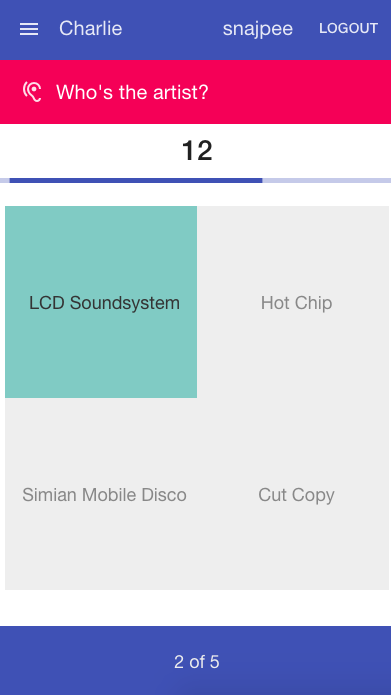 Charlie snajpee LOGOUT
Who's the artist?
12
LCD Soundsystem Hot Chip
Simian Mobile Disco Cut Copy
2 of 5